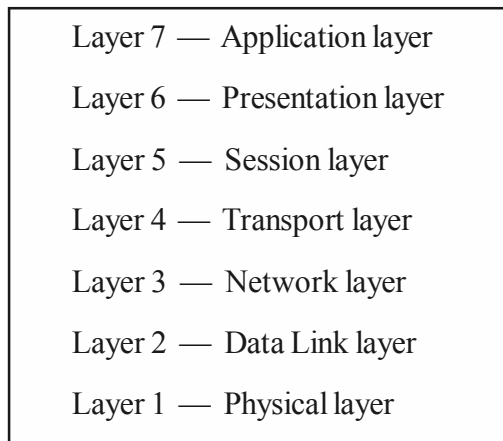 Layer 7 — Application layer
Layer 6 — Presentation layer
Layer 5 — Session layer
Layer 4 — Transport layer
Layer 3 — Network layer
Layer 2 — Data Link layer
Layer 1 — Physical layer